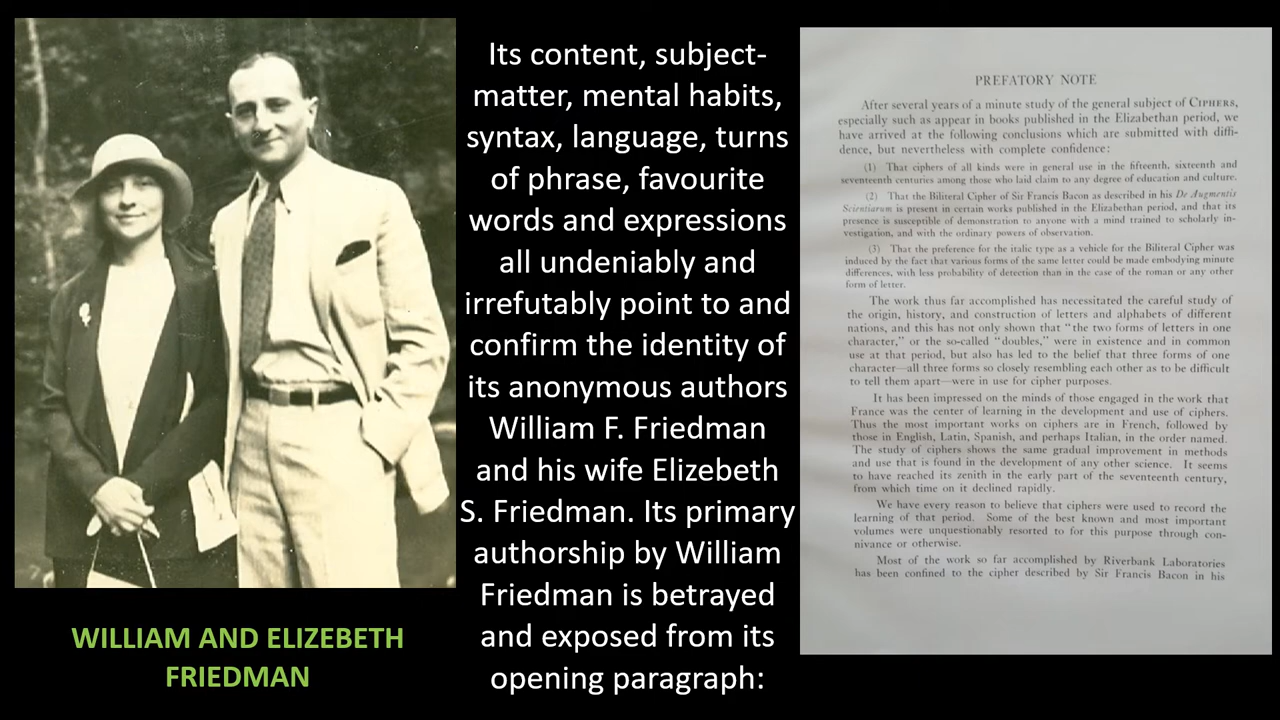 Its content, subject-
matter, mental habits,
syntax, language, turns
of phrase, favourite
words and expressions
all undeniably and
irrefutably point to and
confirm the identity of
its anonymous authors
William F. Friedman
and his wife Elizebeth
S. Friedman. Its primary
authorship by William
Friedman is betrayed
and exposed from its
opening paragraph:
WILLIAM AND ELIZEBETH
FRIEDMAN
PREFATORY NOTE
After several years of a minute study of the general subject of CIPHERS,
especially such as appear in books published in the Elizabethan period, we
have arrived at the following conclusions which are submitted with diffi-
dence, but nevertheless with complete confidence:
(1) That ciphers of all kinds were in general use in the fifteenth, sixteenth and
seventeenth centuries among those who laid claim to any degree of education and culture.
(2) That the Biliteral Cipher of Sir Francis Bacon as described in his De Augmentis
Scientiarum is present in certain works published in the Elizabethan period, and that its
presence is susceptible of demonstration to anyone with a mind trained to scholarly in-
vestigation, and with the ordinary powers of observation.
(3) That the preference for the italic type as a vehicle for the Biliteral Cipher was
induced by the fact that various forms of the same letter could be made embodying minute
differences, with less probability of detection than in the case of the roman or any other
form of letter.
The work thus far accomplished has necessitated the careful study of
the origin, history, and construction of letters and alphabets of different
nations, and this has not only shown that "the two forms of letters in one
character," or the so-called "doubles," were in existence and in common
use at that period, but also has led to the belief that three forms of one
character—all three forms so closely resembling each other as to be difficult
to tell them apart—were in use for cipher purposes.
It has been impressed on the minds of those engaged in the work that
France was the center of learning in the development and use of ciphers.
Thus the most important works on ciphers are in French, followed by
those in English, Latin, Spanish, and perhaps Italian, in the order named.
The study of ciphers shows the same gradual improvement in methods
and use that is found in the development of any other science. It seems
to have reached its zenith in the early part of the seventeenth century,
from which time on it declined rapidly.
We have every reason to believe that ciphers were used to record the
learning of that period. Some of the best known and most important
volumes were unquestionably resorted to for this purpose through con-
nivance or otherwise.
Most of the work so far accomplished by Riverbank Laboratories
has been confined to the cipher described by Sir Francis Bacon in his